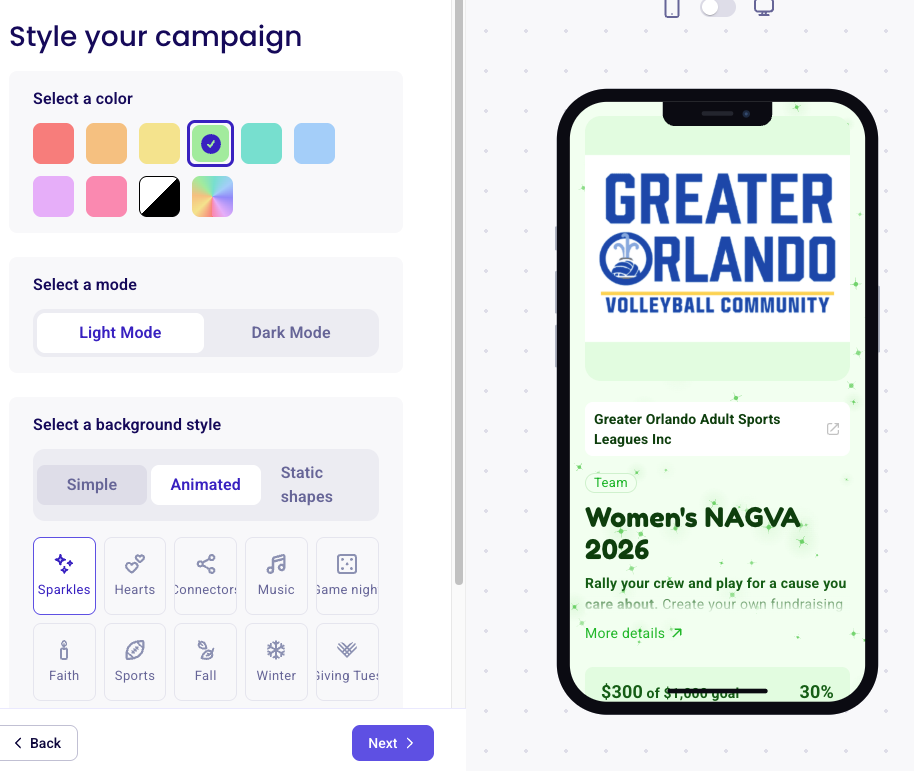 Style your campaign
Select a color
Select a mode
Light Mode
Dark Mode
Select a background style
Simple
Animated
Static
shapes
Sparkles
Hearts
Connectors
Music
Game nigh
Faith
Sports
Fall
Winter
Giving Tues
Back
Next
GREATER
ORLANDO
VOLLEYBALL COMMUNITY
Greater Orlando Adult Sports
Leagues Inc
Team
Women's NAGVA
2026
Rally your crew and play for a cause you
care about. Create your own fundraising
More details
$300 of $1,000 goal
30%